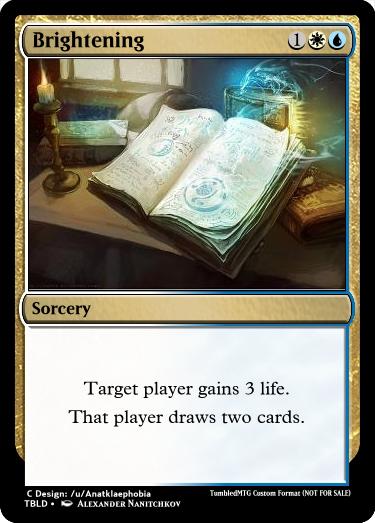 Brightening 1
Sorcery
Target player gains 3 life.
That player draws two cards.
C Design: /u/Anatklaephobia
TBLD • Alexander Nanitchkov
TumbledMTG Custom Format (NOT FOR SALE)